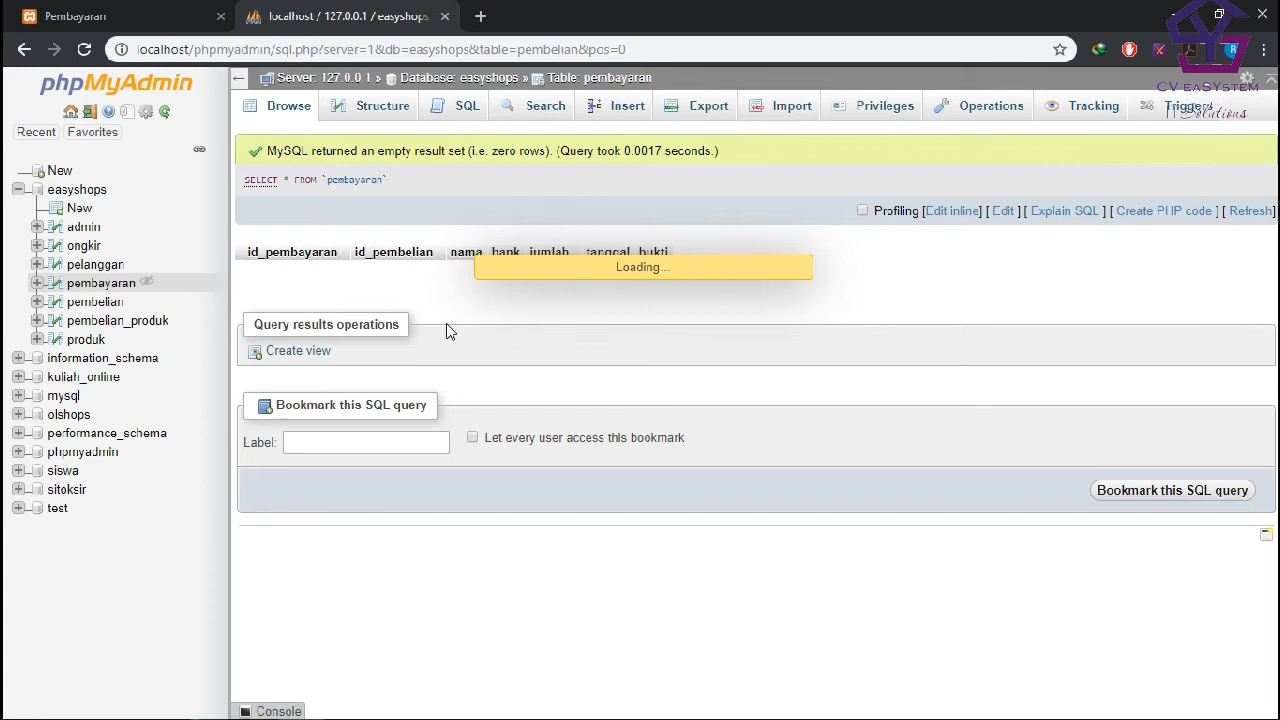 Pembayaran
localhost / 127.0.0.1 / easyshops
localhost/phpmyadmin/sql.php?server=1&db=easyshops&table=pembelian&pos=0
phpMyAdmin
Recent Favorites
New
easyshops
New
admin
ongkir
pelanggan
pembayaran
pembelian
pembelian_produk
produk
information_schema
kuliah_online
mysql
olshops
performance_schema
phpmyadmin
siswa
sitoksir
test
Server: 127.0.0.1 » Database: easyshops » Table: pembayaran
CV eaSYsTEM
IT Solutions
Browse Structure SQL Search Insert Export Import Privileges Operations Tracking Triggers
MySQL returned an empty result set (i.e. zero rows). (Query took 0.0017 seconds.)
SELECT * FROM `pembayaran`
Profiling [Edit inline] [ Edit ] [ Explain SQL ] [ Create PHP code ] [ Refresh]
id_pembayaran id_pembelian nama bank jumlah tanggal bukti
Loading...
Query results operations
Create view
Bookmark this SQL query
Label:
Let every user access this bookmark
Bookmark this SQL query
Console